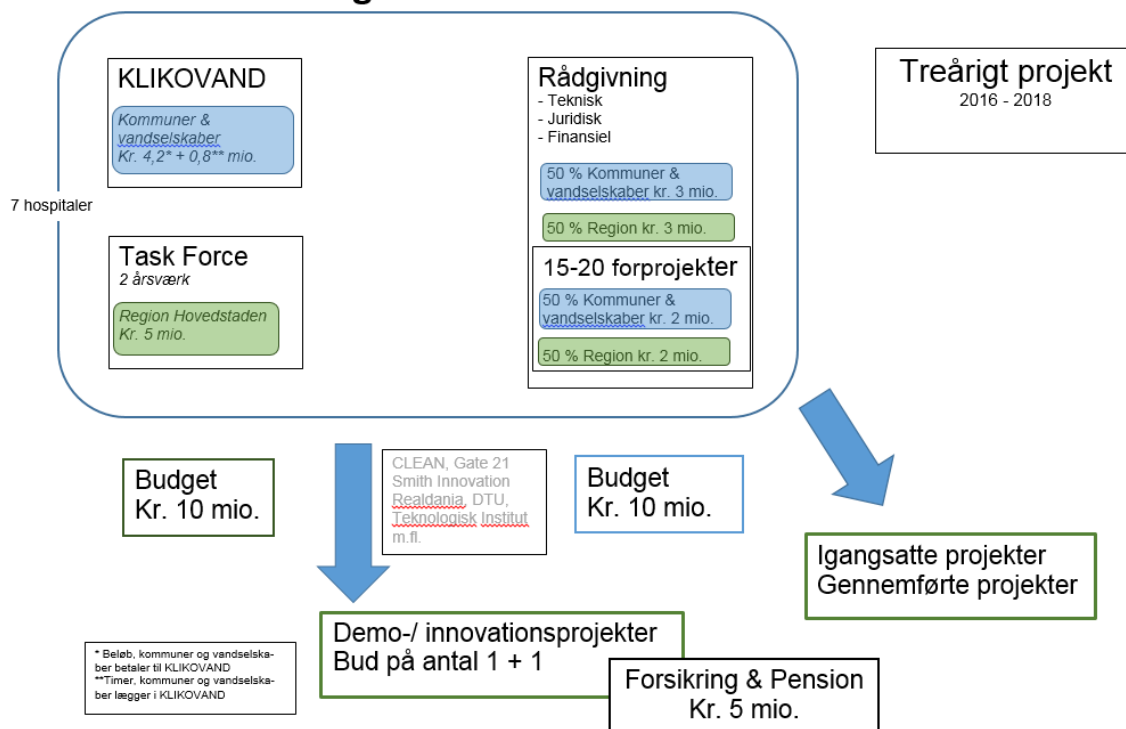 KLIKOVAND
Kommuner &
vandselskaber
Kr. 4,2* + 0,8** mio.
7 hospitaler
Task Force
2 årsværk
Region Hovedstaden
Kr. 5 mio.
Rådgivning
- Teknisk
- Juridisk
- Finansiel
50 % Kommuner &
vandselskaber kr. 3 mio.
50 % Region kr. 3 mio.
15-20 forprojekter
50 % Kommuner &
vandselskaber kr. 2 mio.
50 % Region kr. 2 mio.
Treårigt projekt
2016 - 2018
Budget
Kr. 10 mio.
CLEAN, Gate 21
Smith Innovation
Realdania, DTU,
Teknologisk Institut
m.fl.
Budget
Kr. 10 mio.
Igangsatte projekter
Gennemførte projekter
Demo-/ innovationsprojekter
Bud på antal 1 + 1
Forsikring & Pension
Kr. 5 mio.
* Beløb, kommuner og vandselska-
ber betaler til KLIKOVAND
**Timer, kommuner og vandselska-
ber lægger i KLIKOVAND